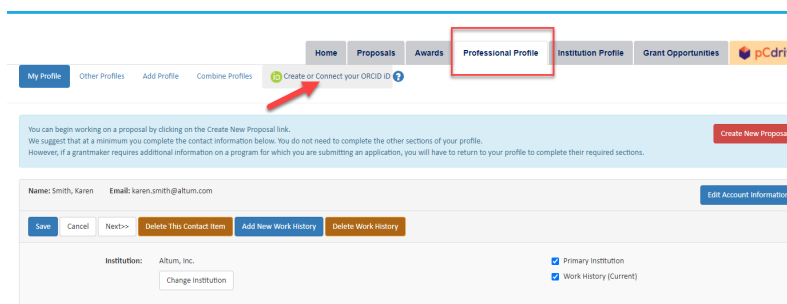 Home Proposals Awards Professional Profile Institution Profile Grant Opportunities pCdri
My Profile Other Profiles Add Profile Combine Profiles iD Create or Connect your ORCID iD ?
You can begin working on a proposal by clicking on the Create New Proposal link.
We suggest that at a minimum you complete the contact information below. You do not need to complete the other sections of your profile.
However, if a grantmaker requires additional information on a program for which you are submitting an application, you will have to return to your profile to complete their required sections.
Create New Proposa
Name: Smith, Karen Email: karen.smith@altum.com
Edit Account Information
Save Cancel Next>> Delete This Contact Item Add New Work History Delete Work History
Institution: Altum, Inc. Primary Institution
Change Institution Work History (Current)